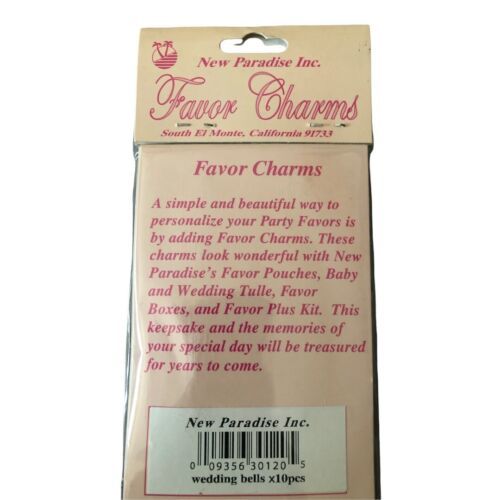 New Paradise Inc.
Favor Charms
South El Monte, California 91733
Favor Charms
A simple and beautiful way to
personalize your Party Favors is
by adding Favor Charms. These
charms look wonderful with New
Paradise's Favor Pouches, Baby
and Wedding Tulle, Favor
Boxes, and Favor Plus Kit. This
keepsake and the memories of
your special day will be treasured
for years to come.
New Paradise Inc.
0 09356 30120 5
wedding bells x10pcs